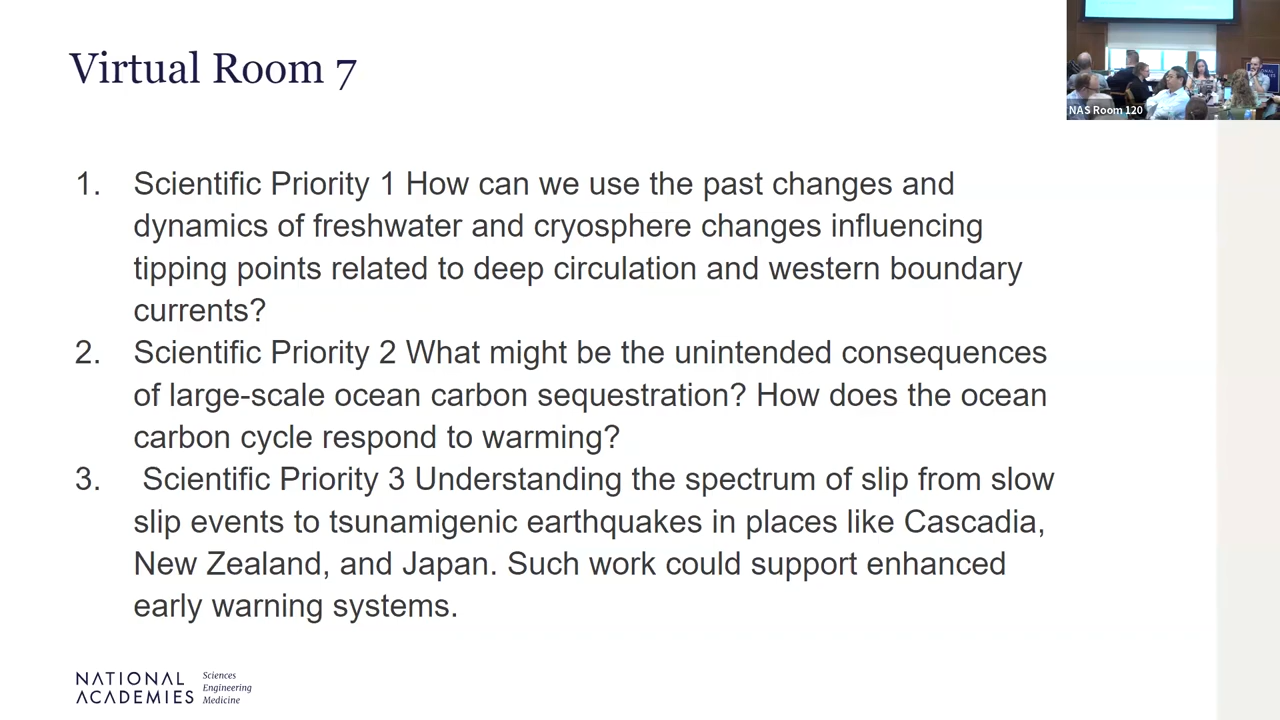 Virtual Room 7
NAS Room 120
1. Scientific Priority 1 How can we use the past changes and
dynamics of freshwater and cryosphere changes influencing
tipping points related to deep circulation and western boundary
currents?
2. Scientific Priority 2 What might be the unintended consequences
of large-scale ocean carbon sequestration? How does the ocean
carbon cycle respond to warming?
3. Scientific Priority 3 Understanding the spectrum of slip from slow
slip events to tsunamigenic earthquakes in places like Cascadia,
New Zealand, and Japan. Such work could support enhanced
early warning systems.
NATIONAL
ACADEMIES
Sciences
Engineering
Medicine